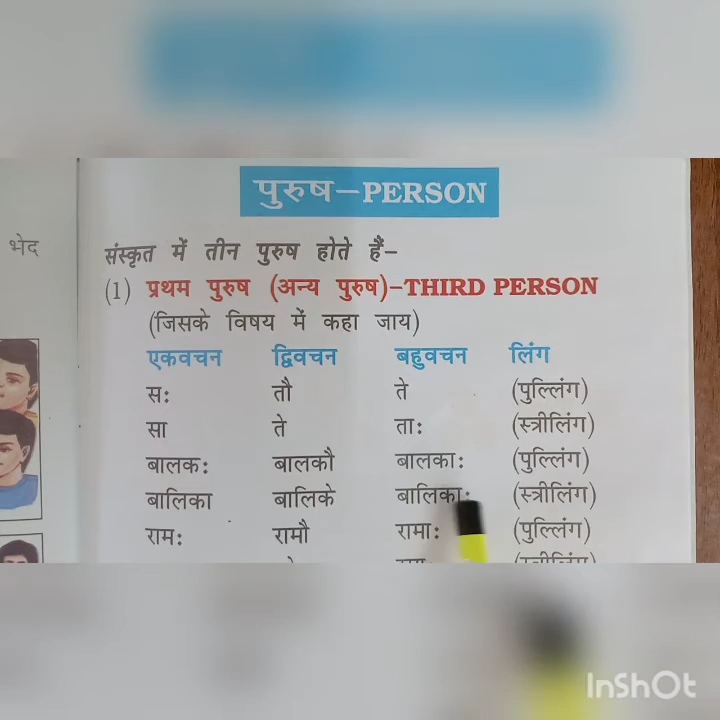 पुरुष–PERSON
भेद
संस्कृत में तीन पुरुष होते हैं–
(1) प्रथम पुरुष (अन्य पुरुष)–THIRD PERSON
(जिसके विषय में कहा जाय)
एकवचन द्विवचन बहुवचन लिंग
सः तौ ते (पुल्लिंग)
सा ते ताः (स्त्रीलिंग)
बालकः बालकौ बालकाः (पुल्लिंग)
बालिका बालिके बालिकाः (स्त्रीलिंग)
रामः रामौ रामाः (पुल्लिंग)
(स्त्रीलिंग)
InShOt